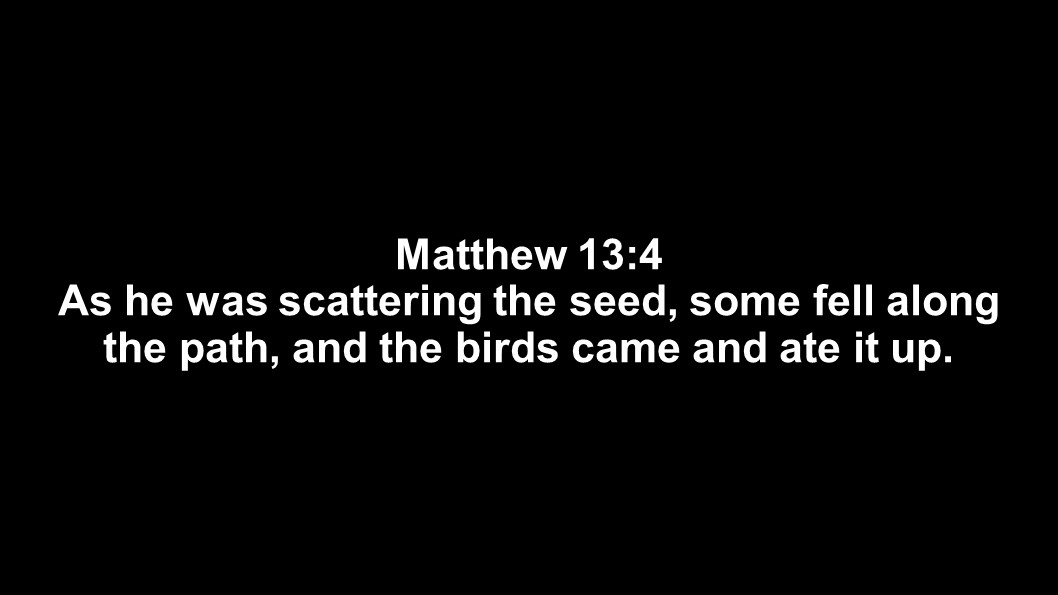 Matthew 13:4
As he was scattering the seed, some fell along
the path, and the birds came and ate it up.